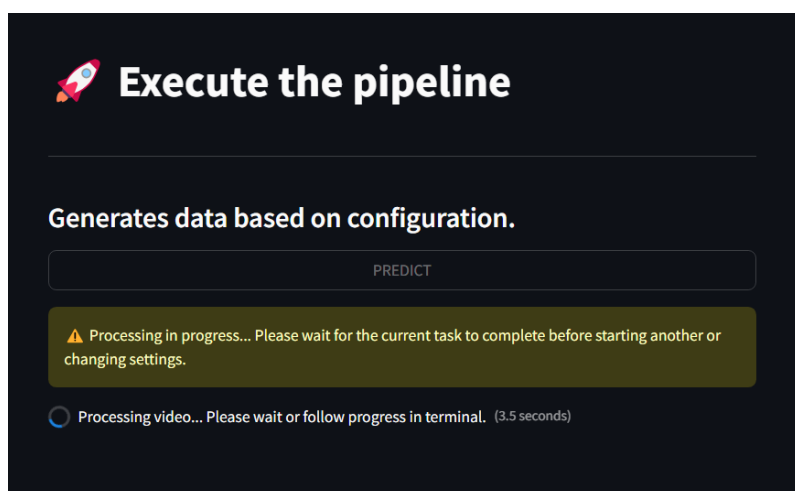 🚀 Execute the pipeline
Generates data based on configuration.
PREDICT
⚠ Processing in progress... Please wait for the current task to complete before starting another or
changing settings.
Processing video... Please wait or follow progress in terminal. (3.5 seconds)